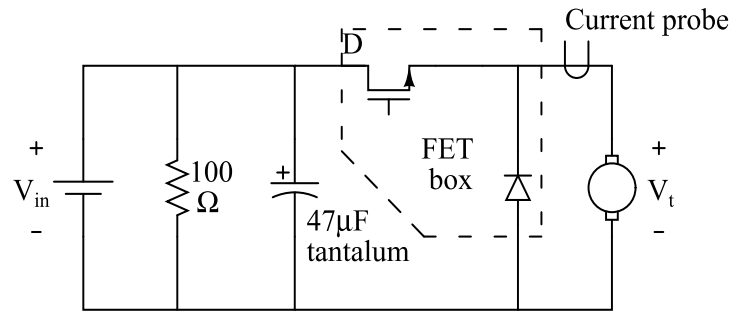 Current probe
D
+
V_in
−
100
Ω
+
47µF
tantalum
FET
box
+
V_t
−